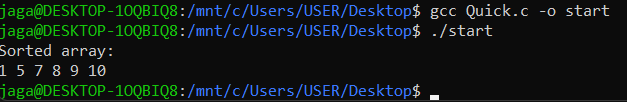 jaga@DESKTOP-1OQBIQ8:/mnt/c/Users/USER/Desktop$ gcc Quick.c -o start
jaga@DESKTOP-1OQBIQ8:/mnt/c/Users/USER/Desktop$ ./start
Sorted array:
1 5 7 8 9 10
jaga@DESKTOP-1OQBIQ8:/mnt/c/Users/USER/Desktop$